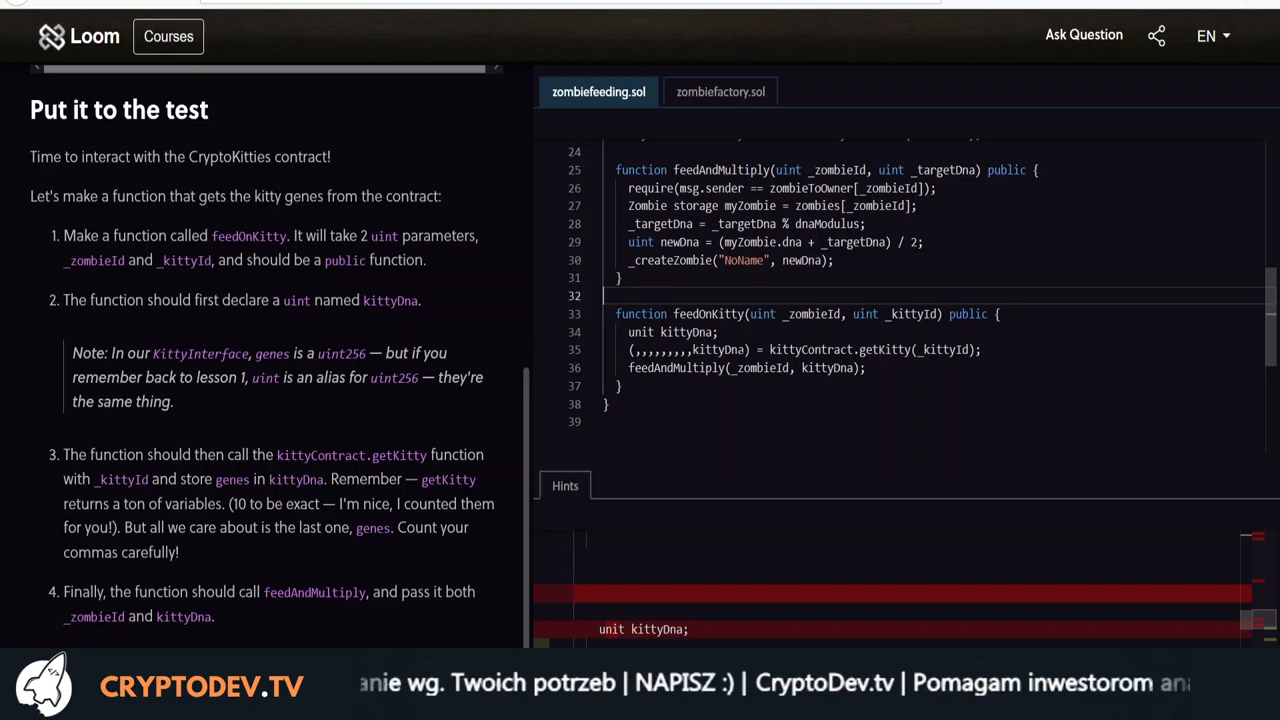 Loom
Courses
Ask Question
EN
Put it to the test
Time to interact with the CryptoKitties contract!
Let's make a function that gets the kitty genes from the contract:
1. Make a function called feedOnKitty. It will take 2 uint parameters,
_zombieId and _kittyId, and should be a public function.
2. The function should first declare a uint named kittyDna.
Note: In our KittyInterface, genes is a uint256 — but if you
remember back to lesson 1, uint is an alias for uint256 — they're
the same thing.
3. The function should then call the kittyContract.getKitty function
with _kittyId and store genes in kittyDna. Remember — getKitty
returns a ton of variables. (10 to be exact — I'm nice, I counted them
for you!). But all we care about is the last one, genes. Count your
commas carefully!
4. Finally, the function should call feedAndMultiply, and pass it both
_zombieId and kittyDna.
zombiefeeding.sol
zombiefactory.sol
24
25 function feedAndMultiply(uint _zombieId, uint _targetDna) public {
26 require(msg.sender == zombieToOwner[_zombieId]);
27 Zombie storage myZombie = zombies[_zombieId];
28 _targetDna = _targetDna % dnaModulus;
29 uint newDna = (myZombie.dna + _targetDna) / 2;
30 _createZombie("NoName", newDna);
31 }
32
33 function feedOnKitty(uint _zombieId, uint _kittyId) public {
34 unit kittyDna;
35 (,,,,,,,,,kittyDna) = kittyContract.getKitty(_kittyId);
36 feedAndMultiply(_zombieId, kittyDna);
37 }
38 }
39
Hints
unit kittyDna;
CRYPTODEV.TV
anie wg. Twoich potrzeb | NAPISZ :) | CryptoDev.tv | Pomagam inwestorom